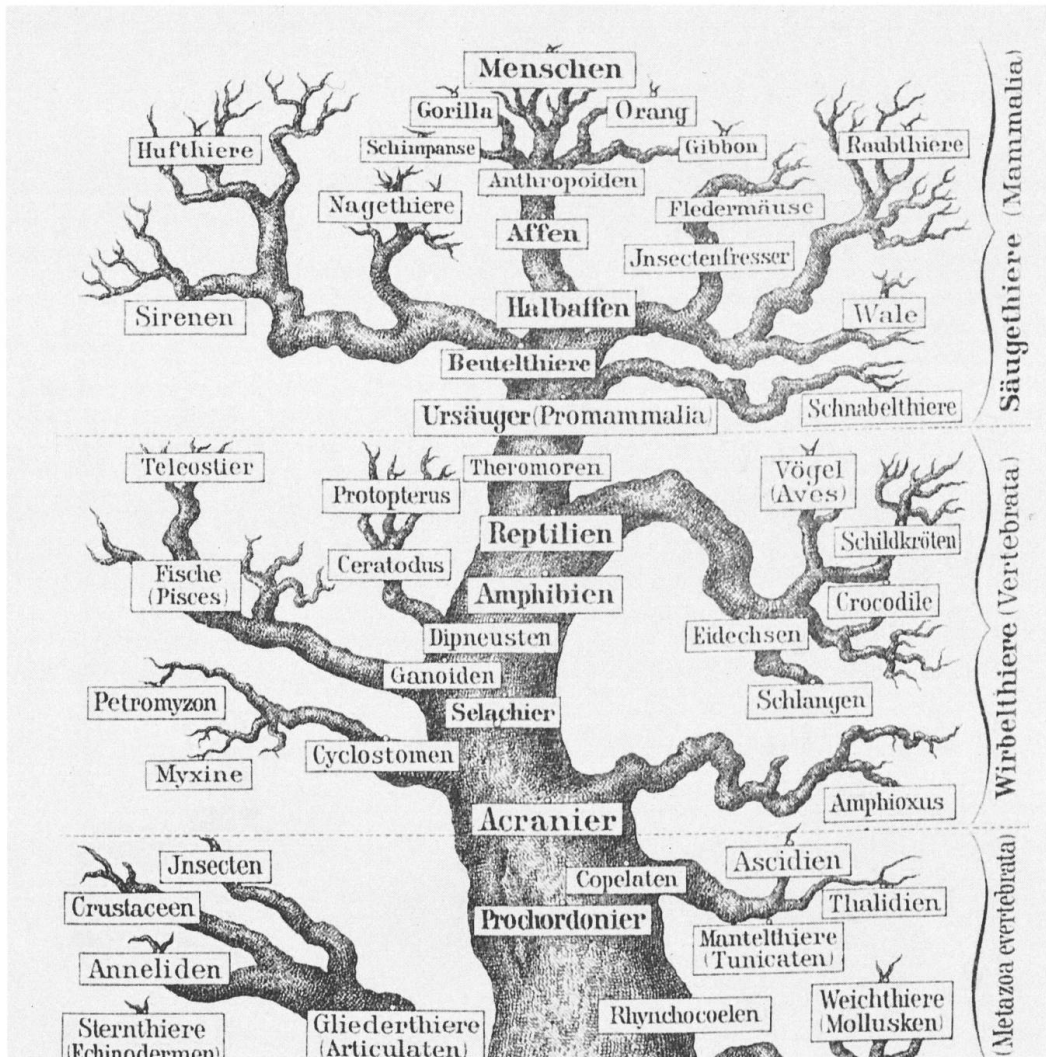 Menschen
Gorilla
Orang
Hufthiere
Schimpanse
Gibbon
Raubthiere
Anthropoiden
Nagethiere
Fledermäuse
Affen
Jnsectenfresser
Halbaffen
Sirenen
Wale
Beutelthiere
Ursäuger (Promammalia)
Schnabelthiere
Säugethiere (Mammalia)
Teleostier
Theromoren
Vögel
(Aves)
Protopterus
Reptilien
Schildkröten
Ceratodus
Fische
(Pisces)
Amphibien
Crocodile
Dipneusten
Eidechsen
Ganoiden
Petromyzon
Selachier
Schlangen
Cyclostomen
Myxine
Amphioxus
Acranier
Wirbelthiere (Vertebrata)
Jnsecten
Ascidien
Copelaten
Crustaceen
Thalidien
Prochordonier
Mantelthiere
(Tunicaten)
Anneliden
Weichthiere
(Mollusken)
Rhynchocoelen
Sternthiere
(Echinodermen)
Gliederthiere
(Articulaten)
(Metazoa evertebrata)